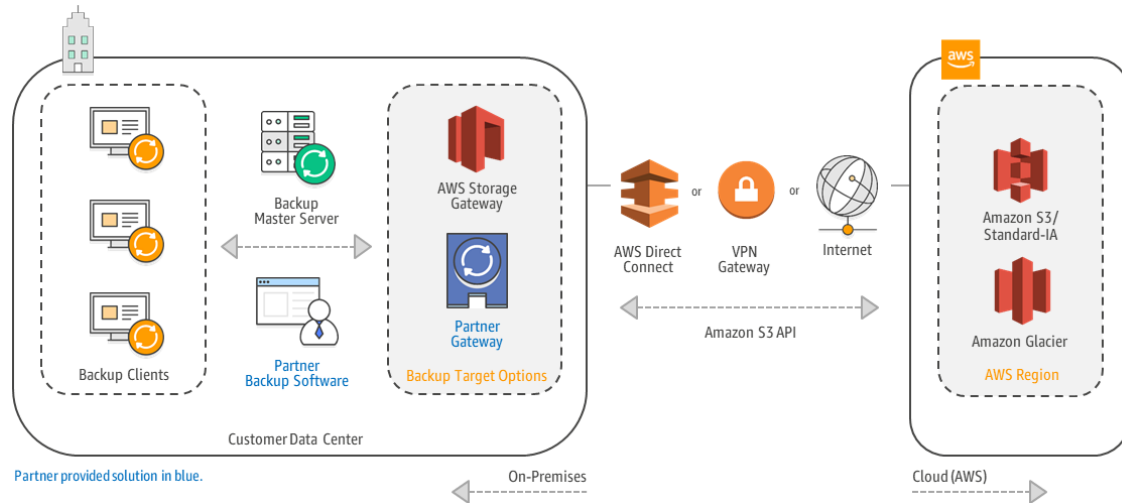 aws
Backup Clients
Backup
Master Server
Partner
Backup Software
AWS Storage
Gateway
Partner
Gateway
Backup Target Options
Customer Data Center
AWS Direct
Connect
or
VPN
Gateway
or
Internet
Amazon S3 API
Amazon S3/
Standard-IA
Amazon Glacier
AWS Region
Partner provided solution in blue.
On-Premises
Cloud (AWS)